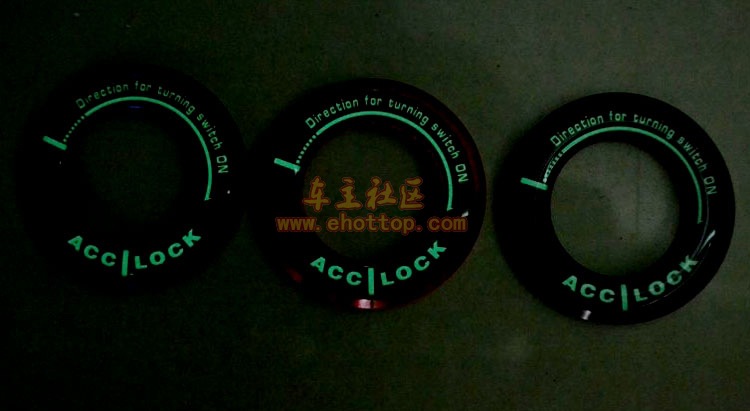 Direction for turning switch ON
ACC LOCK
Direction for turning switch ON
车主社区
www.ehottop.com
ACC LOCK
Direction for turning switch ON
ACC LOCK